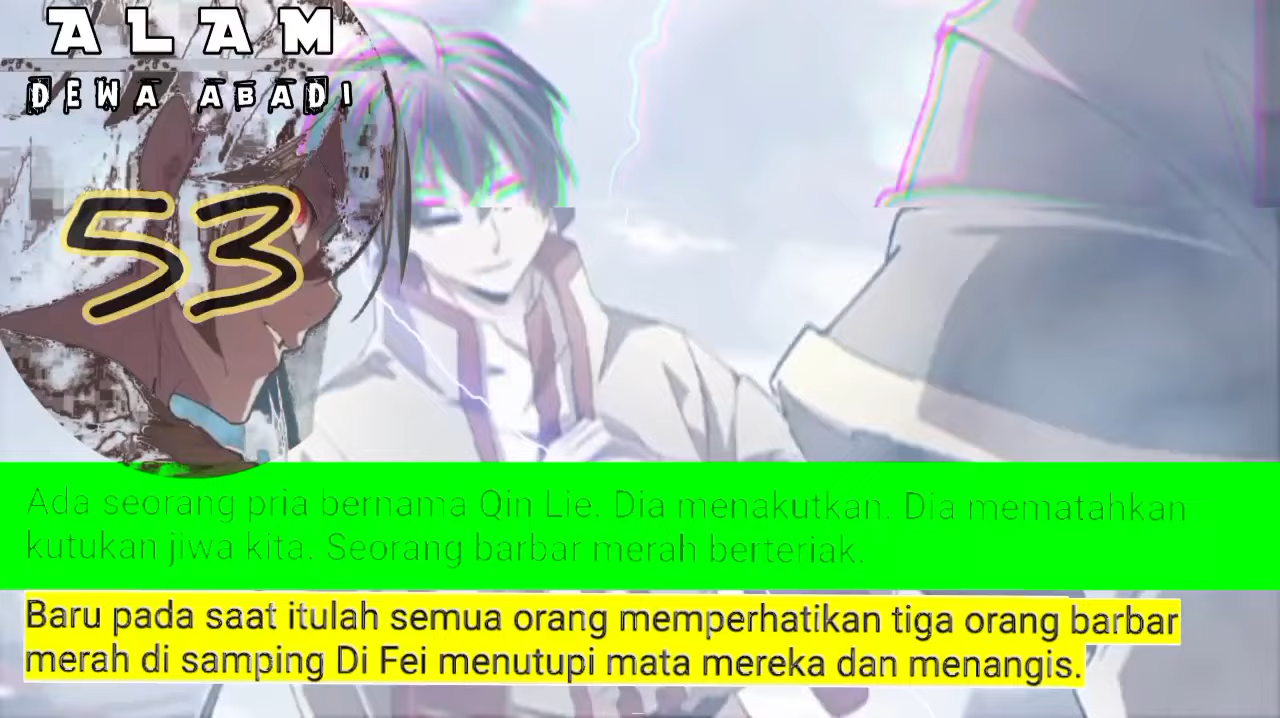 ALAM
DEWA ABADI
53
Ada seorang pria bernama Qin Lie. Dia menakutkan. Dia mematahkan
kutukan jiwa kita. Seorang barbar merah berteriak.
Baru pada saat itulah semua orang memperhatikan tiga orang barbar
merah di samping Di Fei menutupi mata mereka dan menangis.